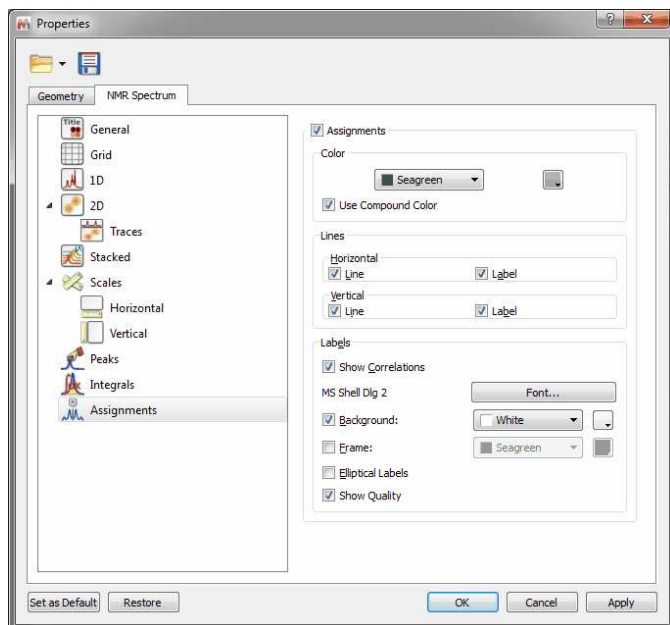 Properties
Geometry
NMR Spectrum
Title
General
Grid
1D
2D
Traces
Stacked
Scales
Horizontal
Vertical
Peaks
Integrals
Assignments
Assignments
Color
Seagreen
Use Compound Color
Lines
Horizontal
Line
Label
Vertical
Line
Label
Labels
Show Correlations
MS Shell Dlg 2
Font...
Background:
White
Frame:
Seagreen
Elliptical Labels
Show Quality
Set as Default
Restore
OK
Cancel
Apply